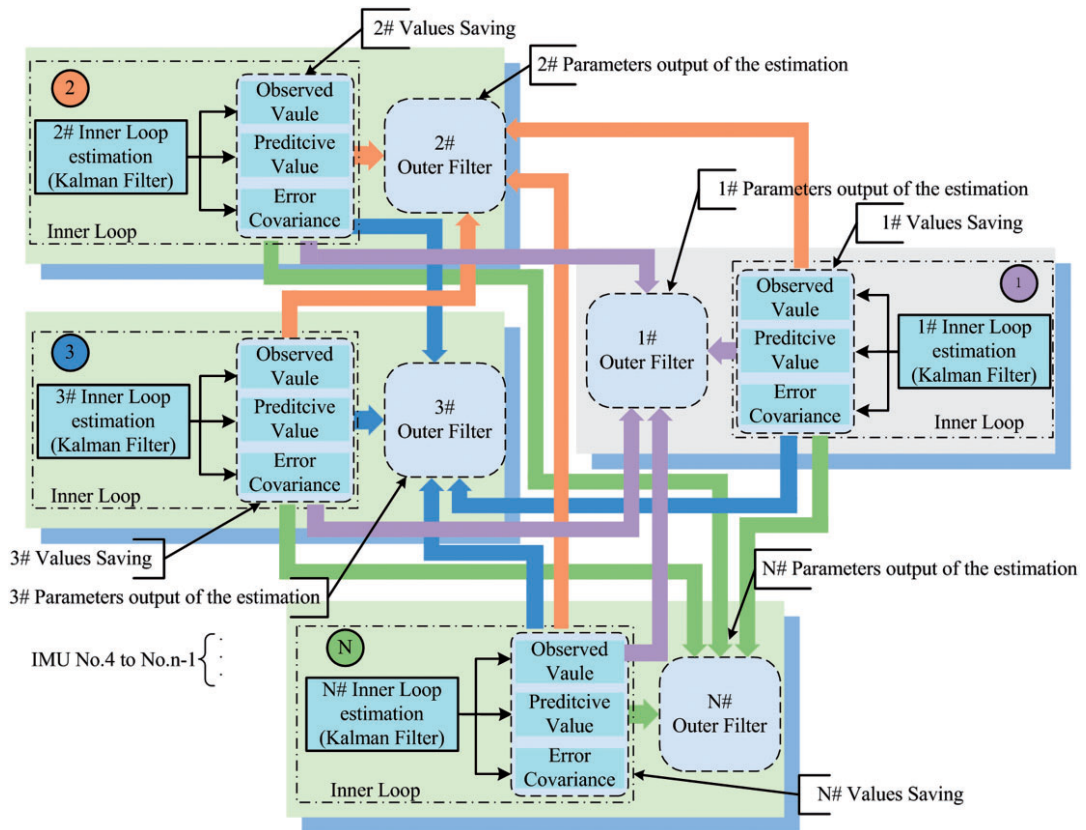 2# Values Saving
2# Parameters output of the estimation
2
Observed
Vaule
2# Inner Loop
estimation
(Kalman Filter)
Preditcive
Value
Error
Covariance
Inner Loop
2#
Outer Filter
1# Parameters output of the estimation
1# Values Saving
1
Observed
Vaule
1# Inner Loop
estimation
(Kalman Filter)
Preditcive
Value
Error
Covariance
Inner Loop
1#
Outer Filter
3
Observed
Vaule
3# Inner Loop
estimation
(Kalman Filter)
Preditcive
Value
Error
Covariance
Inner Loop
3#
Outer Filter
3# Values Saving
3# Parameters output of the estimation
N# Parameters output of the estimation
IMU No.4 to No.n-1
N
Observed
Vaule
N# Inner Loop
estimation
(Kalman Filter)
Preditcive
Value
Error
Covariance
Inner Loop
N#
Outer Filter
N# Values Saving